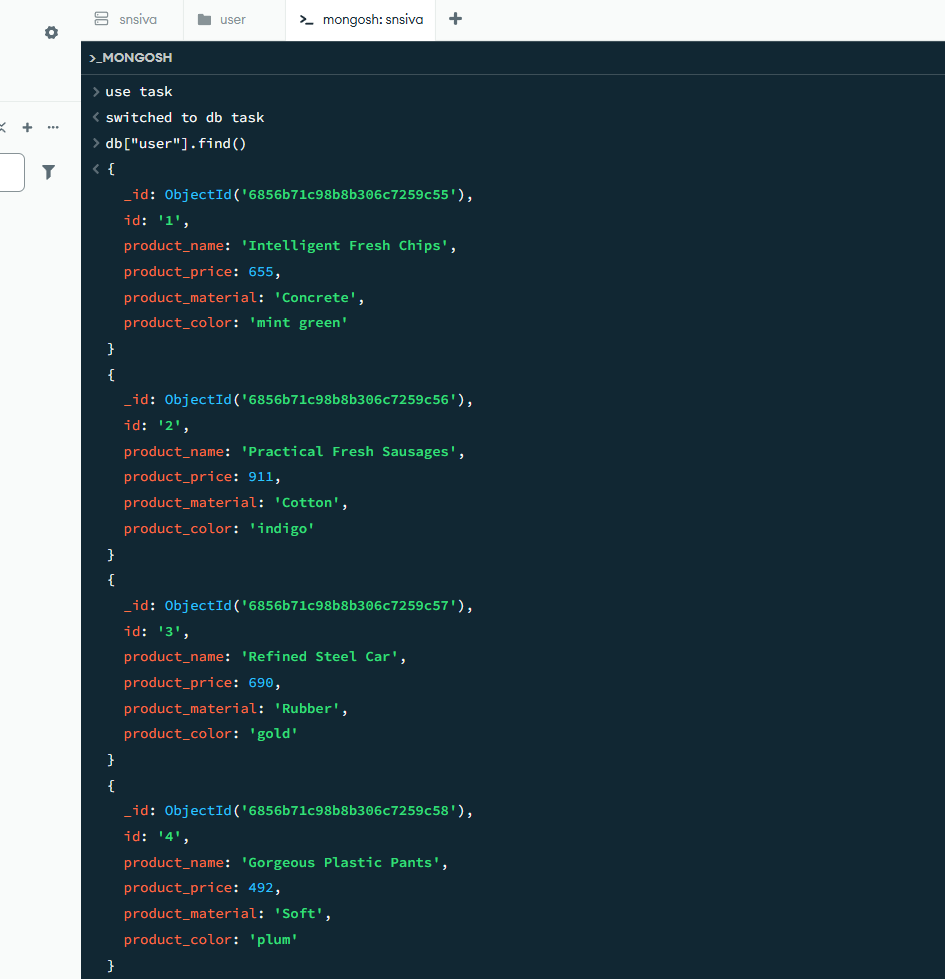 snsiva
user
>_ mongosh: snsiva
>_MONGOSH
> use task
< switched to db task
> db["user"].find()
< {
_id: ObjectId('6856b71c98b8b306c7259c55'),
id: '1',
product_name: 'Intelligent Fresh Chips',
product_price: 655,
product_material: 'Concrete',
product_color: 'mint green'
}
{
_id: ObjectId('6856b71c98b8b306c7259c56'),
id: '2',
product_name: 'Practical Fresh Sausages',
product_price: 911,
product_material: 'Cotton',
product_color: 'indigo'
}
{
_id: ObjectId('6856b71c98b8b306c7259c57'),
id: '3',
product_name: 'Refined Steel Car',
product_price: 690,
product_material: 'Rubber',
product_color: 'gold'
}
{
_id: ObjectId('6856b71c98b8b306c7259c58'),
id: '4',
product_name: 'Gorgeous Plastic Pants',
product_price: 492,
product_material: 'Soft',
product_color: 'plum'
}